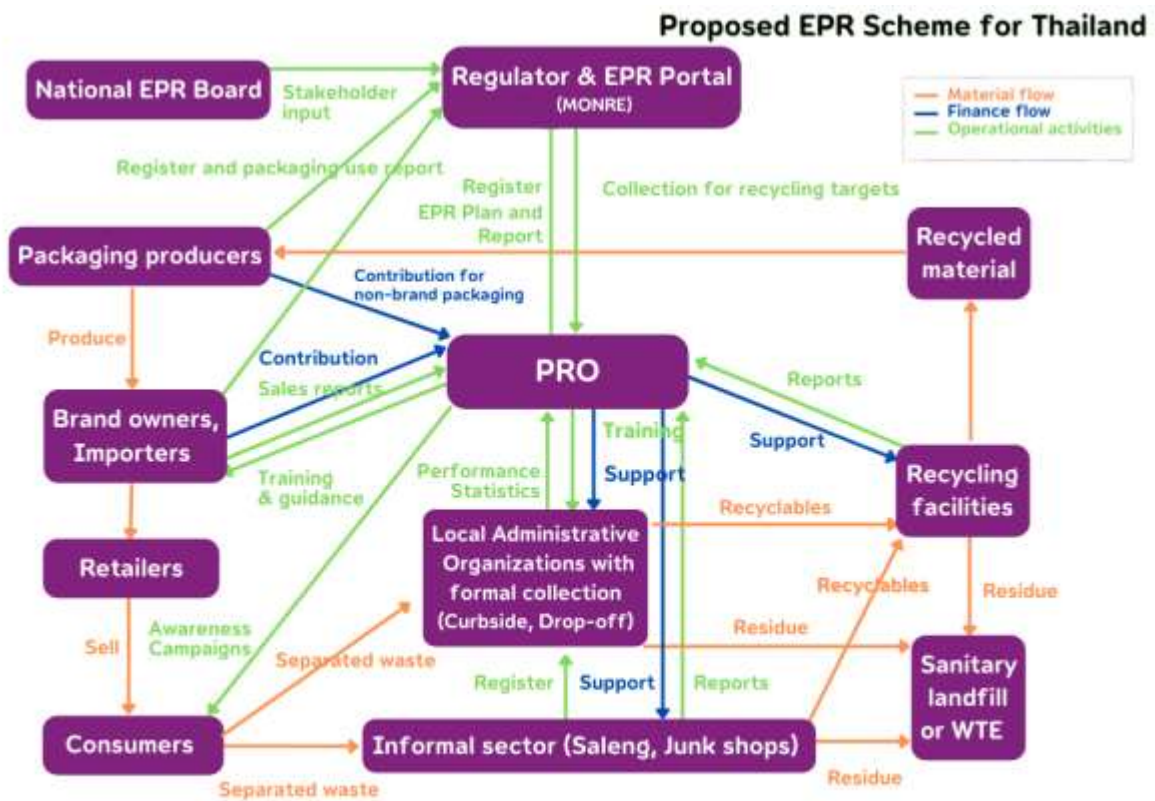 Proposed EPR Scheme for Thailand
National EPR Board
Stakeholder
input
Regulator & EPR Portal
(MONRE)
Material flow
Finance flow
Operational activities
Register and packaging use report
Register
EPR Plan and
Report
Collection for recycling targets
Packaging producers
Recycled
material
Contribution for
non-brand packaging
Produce
Contribution
PRO
Reports
Sales reports
Brand owners,
Importers
Training
Support
Training
& guidance
Performance
Statistics
Support
Recycling
facilities
Recyclables
Local Administrative
Organizations with
formal collection
(Curbside, Drop-off)
Retailers
Recyclables
Residue
Sell
Awareness
Campaigns
Separated waste
Residue
Register
Support
Reports
Sanitary
landfill
or WTE
Consumers
Informal sector (Saleng, Junk shops)
Separated waste
Residue